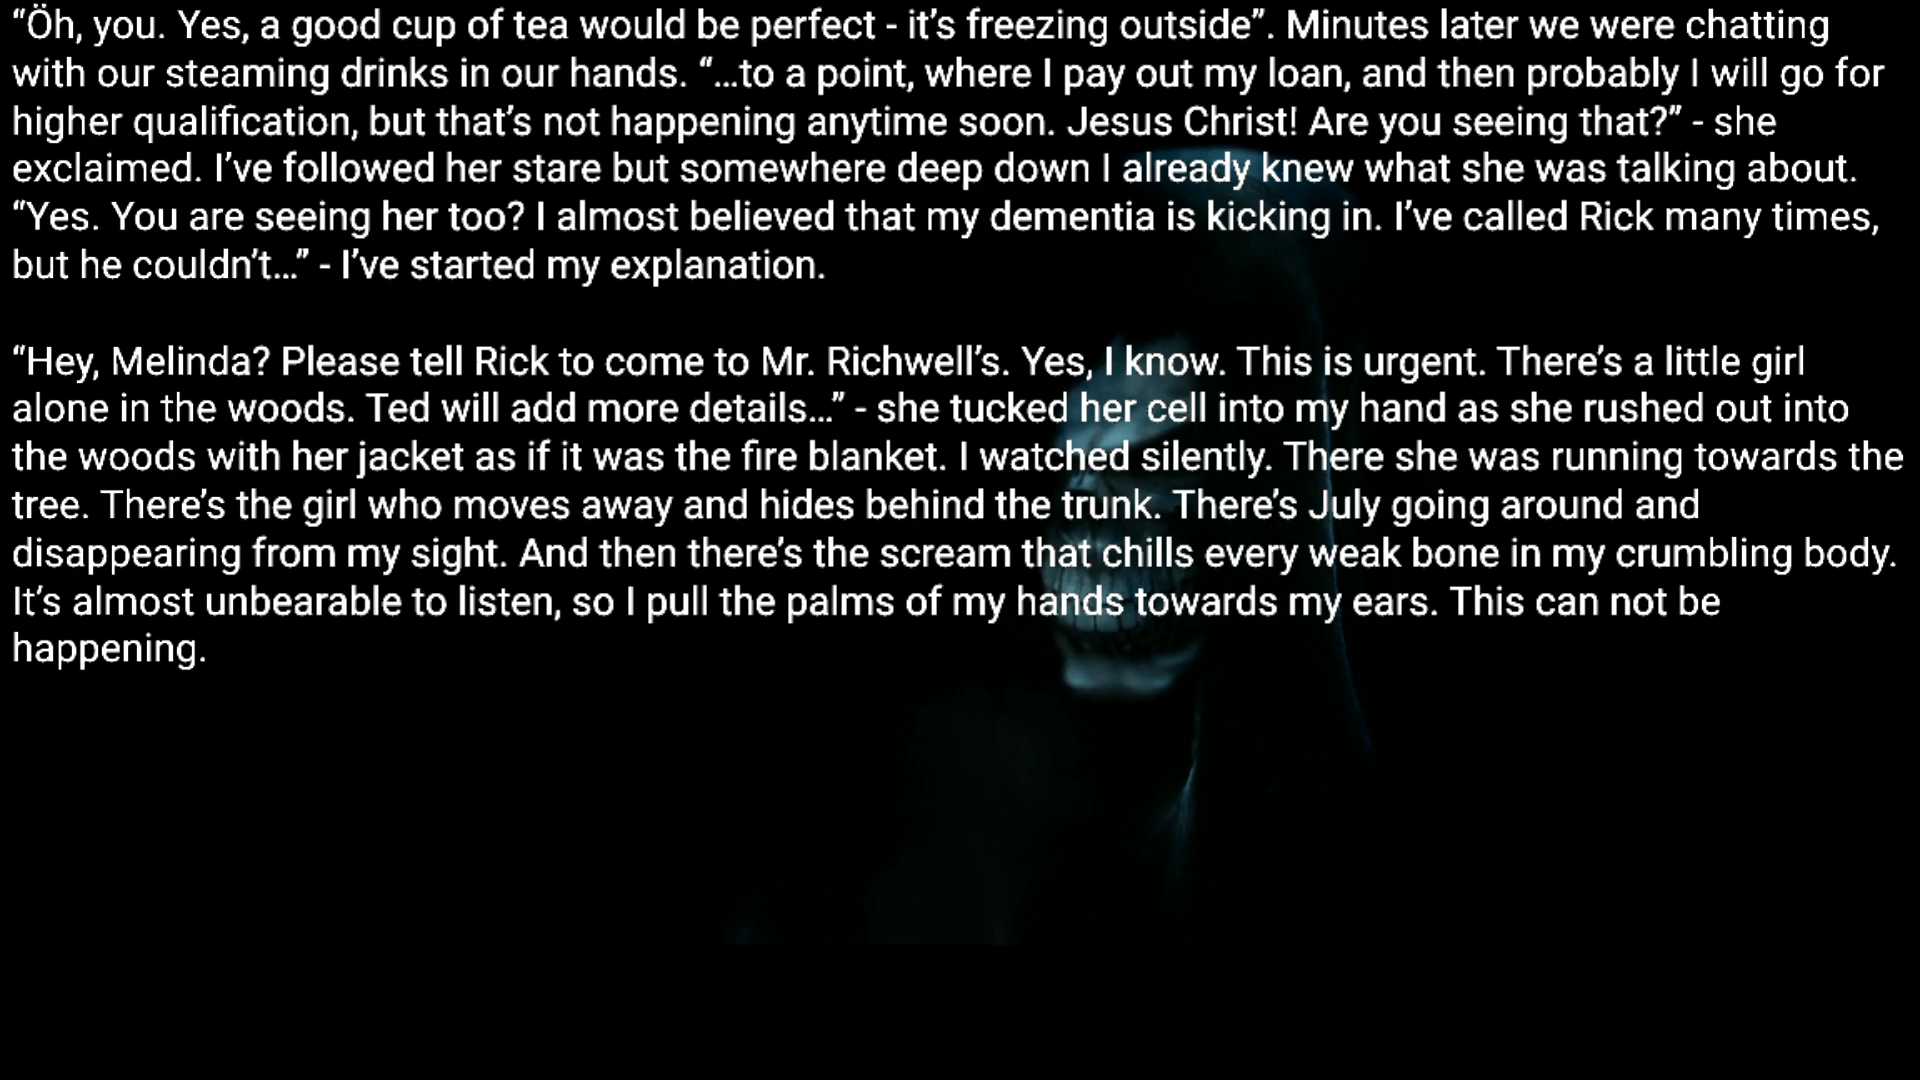 “Öh, you. Yes, a good cup of tea would be perfect - it’s freezing outside”. Minutes later we were chatting
with our steaming drinks in our hands. “…to a point, where I pay out my loan, and then probably I will go for
higher qualification, but that’s not happening anytime soon. Jesus Christ! Are you seeing that?” - she
exclaimed. I’ve followed her stare but somewhere deep down I already knew what she was talking about.
“Yes. You are seeing her too? I almost believed that my dementia is kicking in. I’ve called Rick many times,
but he couldn’t…” - I’ve started my explanation.
“Hey, Melinda? Please tell Rick to come to Mr. Richwell’s. Yes, I know. This is urgent. There’s a little girl
alone in the woods. Ted will add more details…” - she tucked her cell into my hand as she rushed out into
the woods with her jacket as if it was the fire blanket. I watched silently. There she was running towards the
tree. There’s the girl who moves away and hides behind the trunk. There’s July going around and
disappearing from my sight. And then there’s the scream that chills every weak bone in my crumbling body.
It’s almost unbearable to listen, so I pull the palms of my hands towards my ears. This can not be
happening.